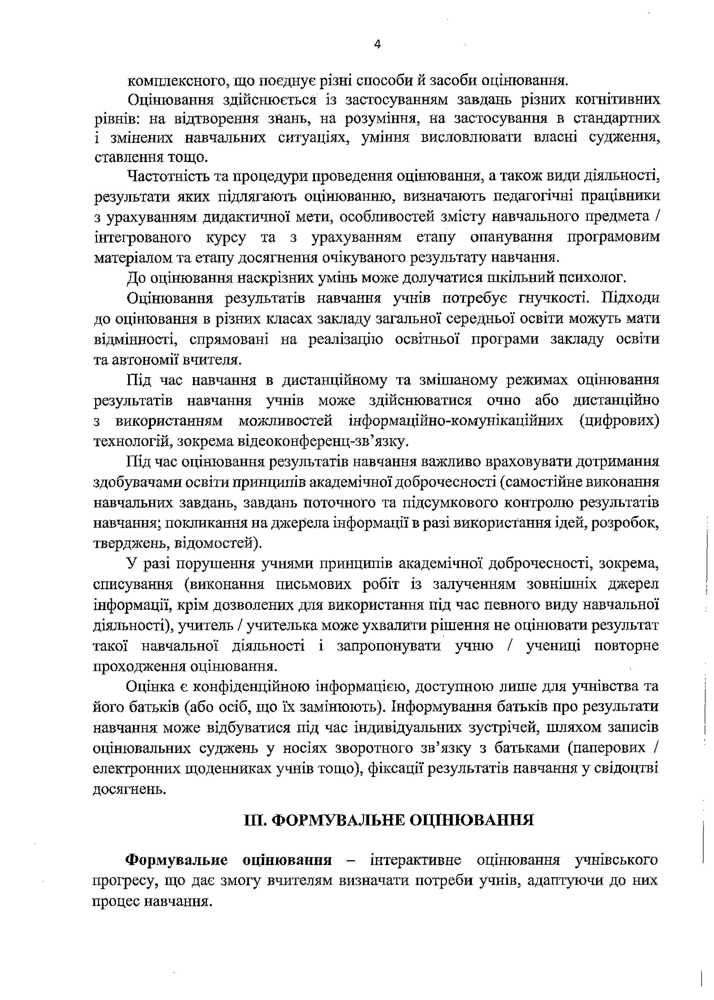 4
комплексного, що поєднує різні способи й засоби оцінювання.
Оцінювання здійснюється із застосуванням завдань різних когнітивних
рівнів: на відтворення знань, на розуміння, на застосування в стандартних
і змінених навчальних ситуаціях, уміння висловлювати власні судження,
ставлення тощо.
Частотність та процедури проведення оцінювання, а також види діяльності,
результати яких підлягають оцінюванню, визначають педагогічні працівники
з урахуванням дидактичної мети, особливостей змісту навчального предмета /
інтегрованого курсу та з урахуванням етапу опанування програмовим
матеріалом та етапу досягнення очікуваного результату навчання.
До оцінювання наскрізних умінь може долучатися шкільний психолог.
Оцінювання результатів навчання учнів потребує гнучкості. Підходи
до оцінювання в різних класах закладу загальної середньої освіти можуть мати
відмінності, спрямовані на реалізацію освітньої програми закладу освіти
та автономії вчителя.
Під час навчання в дистанційному та змішаному режимах оцінювання
результатів навчання учнів може здійснюватися очно або дистанційно
з використанням можливостей інформаційно-комунікаційних (цифрових)
технологій, зокрема відеоконференц-зв’язку.
Під час оцінювання результатів навчання важливо враховувати дотримання
здобувачами освіти принципів академічної доброчесності (самостійне виконання
навчальних завдань, завдань поточного та підсумкового контролю результатів
навчання; покликання на джерела інформації в разі використання ідей, розробок,
тверджень, відомостей).
У разі порушення учнями принципів академічної доброчесності, зокрема,
списування (виконання письмових робіт із залученням зовнішніх джерел
інформації, крім дозволених для використання під час певного виду навчальної
діяльності), учитель / учителька може ухвалити рішення не оцінювати результат
такої навчальної діяльності і запропонувати учню / учениці повторне
проходження оцінювання.
Оцінка є конфіденційною інформацією, доступною лише для учнівства та
його батьків (або осіб, що їх замінюють). Інформування батьків про результати
навчання може відбуватися під час індивідуальних зустрічей, шляхом записів
оцінювальних суджень у носіях зворотного зв’язку з батьками (паперових /
електронних щоденниках учнів тощо), фіксації результатів навчання у свідоцтві
досягнень.
ІІІ. ФОРМУВАЛЬНЕ ОЦІНЮВАННЯ
Формувальне оцінювання – інтерактивне оцінювання учнівського
прогресу, що дає змогу вчителям визначати потреби учнів, адаптуючи до них
процес навчання.